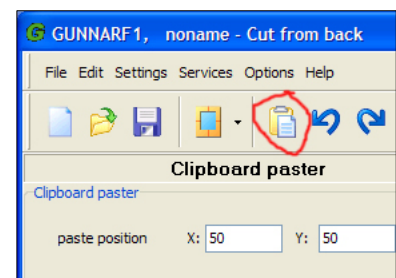 GUNNARF1, noname - Cut from back
File Edit Settings Services Options Help
Clipboard paster
Clipboard paster
paste position X: 50 Y: 50